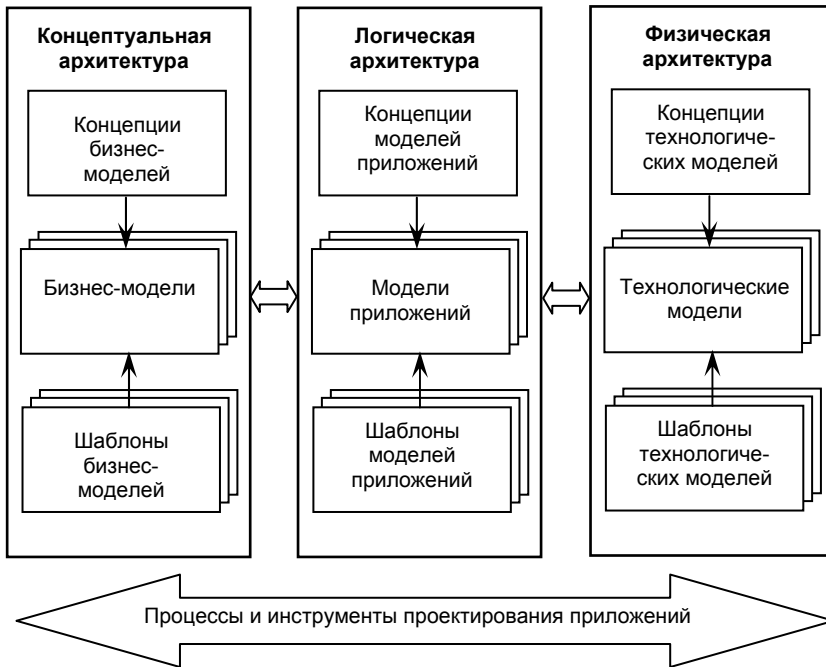 Концептуальная
архитектура
Концепции
бизнес-
моделей
Бизнес-модели
Шаблоны
бизнес-
моделей
Логическая
архитектура
Концепции
моделей
приложений
Модели
приложений
Шаблоны
моделей
приложений
Физическая
архитектура
Концепции
технологиче-
ских моделей
Технологические
модели
Шаблоны
технологиче-
ских моделей
Процессы и инструменты проектирования приложений